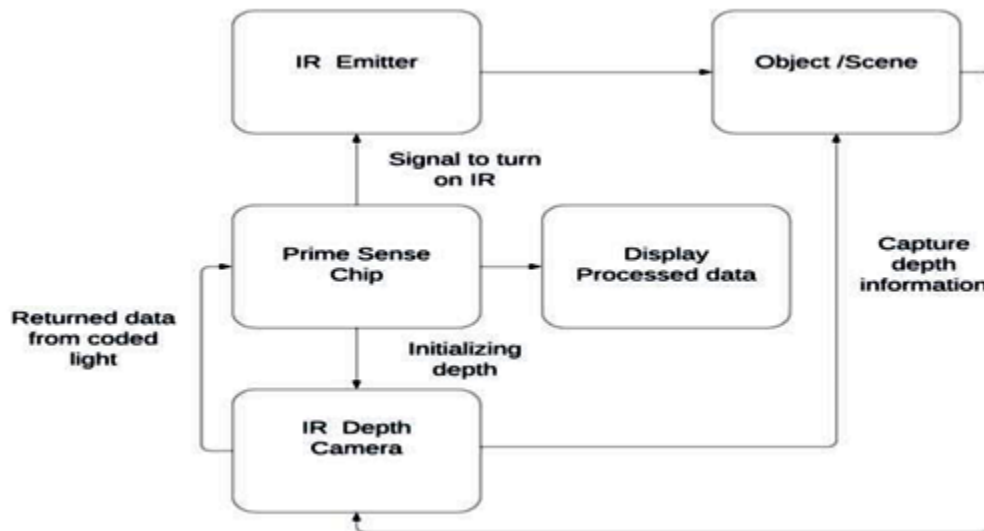 IR Emitter
Object /Scene
Signal to turn
on IR
Prime Sense
Chip
Display
Processed data
Capture
depth
information
Returned data
from coded
light
Initializing
depth
IR Depth
Camera